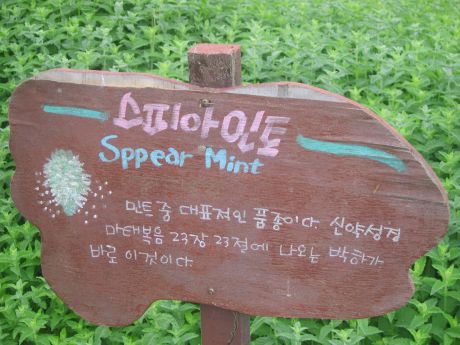 스피아민트
Sppear Mint
민트중 대표적인 품종이다. 신약성경
마태복음 23장 23절에 나오는 박하가
바로 이것이다.